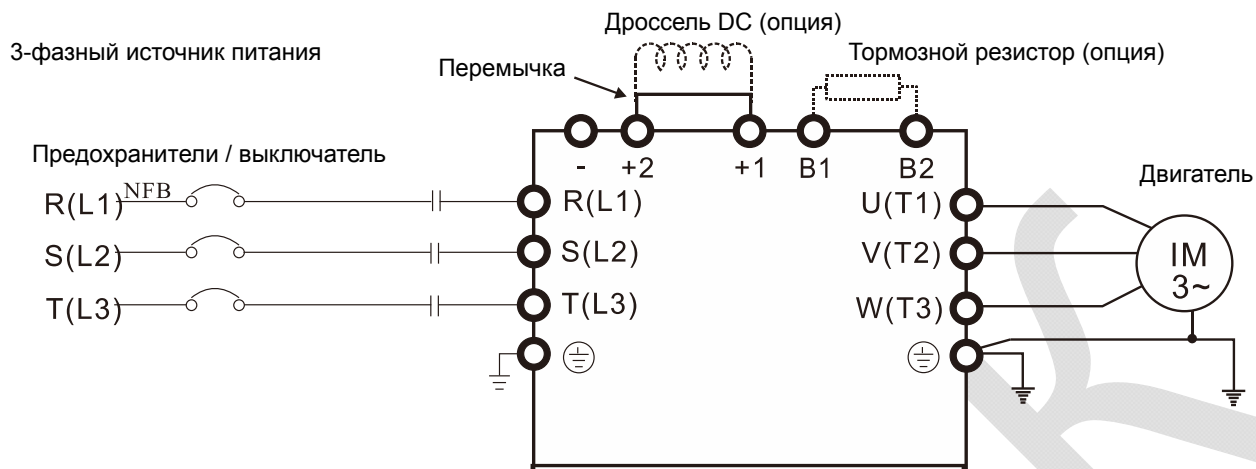 Дроссель DC (опция)
3-фазный источник питания
Тормозной резистор (опция)
Перемычка
Предохранители / выключатель
- +2 +1 B1 B2
Двигатель
R(L1) NFB R(L1) U(T1)
S(L2) S(L2) V(T2) IM
T(L3) T(L3) W(T3) 3~